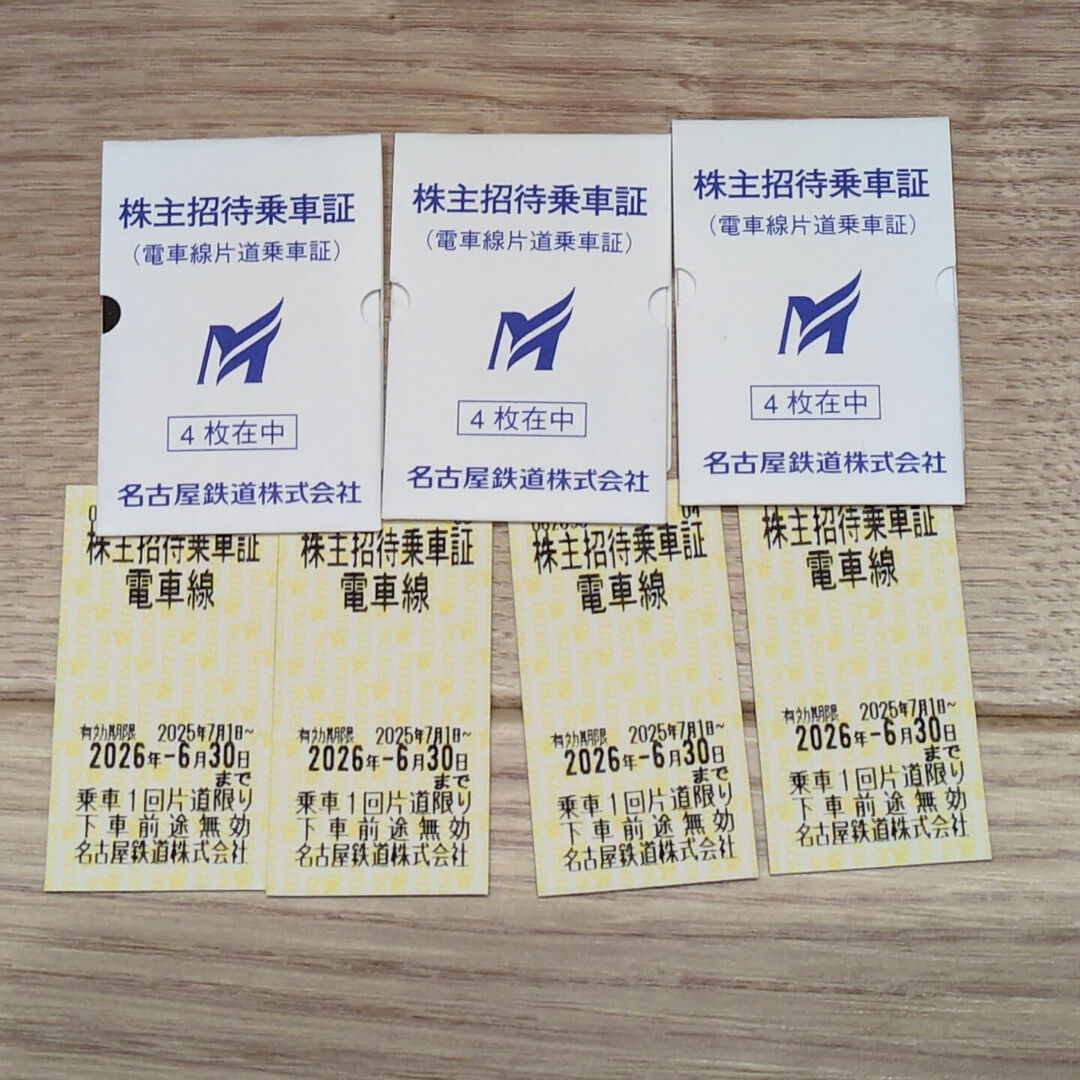 株主招待乗車証
（電車線片道乗車証）
4枚在中
名古屋鉄道株式会社
株主招待乗車証
（電車線片道乗車証）
4枚在中
名古屋鉄道株式会社
株主招待乗車証
（電車線片道乗車証）
4枚在中
名古屋鉄道株式会社
株主招待乗車証
電車線
有効期限 2025年7月1日~
2026年-6月30日
まで
乗車1回片道限り
下車前途無効
名古屋鉄道株式会社
株主招待乗車証
電車線
有効期限 2025年7月1日~
2026年-6月30日
まで
乗車1回片道限り
下車前途無効
名古屋鉄道株式会社
04
株主招待乗車証
電車線
有効期限 2025年7月1日~
2026年-6月30日
まで
乗車1回片道限り
下車前途無効
名古屋鉄道株式会社
株主招待乗車証
電車線
有効期限 2025年7月1日~
2026年-6月30日
まで
乗車1回片道限り
下車前途無効
名古屋鉄道株式会社